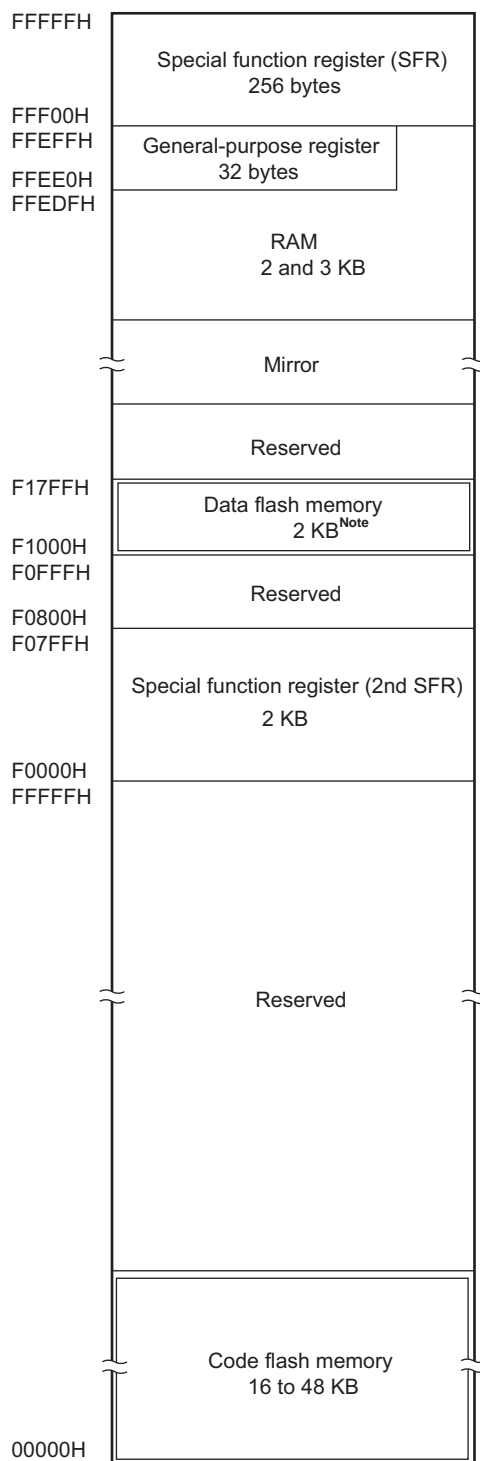 FFFFFH
Special function register (SFR)
256 bytes
FFF00H
FFEFFH
General-purpose register
32 bytes
FFEE0H
FFEDFH
RAM
2 and 3 KB
Mirror
Reserved
F17FFH
Data flash memory
2 KBNote
F1000H
F0FFFH
Reserved
F0800H
F07FFH
Special function register (2nd SFR)
2 KB
F0000H
FFFFFH
Reserved
Code flash memory
16 to 48 KB
00000H